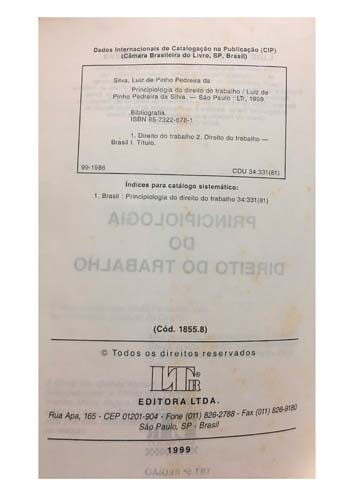 Dados Internacionais de Catalogação na Publicação (CIP)
(Câmara Brasileira do Livro, SP, Brasil)
Silva, Luiz de Pinho Pedreira da
Principiologia do direito do trabalho / Luiz de
Pinho Pedreira da Silva. — São Paulo : LTr, 1999.
Bibliografia.
ISBN 85-7322-678-1
1. Direito do trabalho 2. Direito do trabalho —
Brasil I. Título.
99-1986 CDU 34:331(81)
Índices para catálogo sistemático:
1. Brasil : Principiologia do direito do trabalho 34:331(81)
PRINCIPIOLOGIA
DO
DIREITO DO TRABALHO
(Cód. 1855.8)
© Todos os direitos reservados
LTr®
EDITORA LTDA.
Rua Apa, 165 - CEP 01201-904 - Fone (011) 826-2788 - Fax (011) 826-9180
São Paulo, SP - Brasil
1999